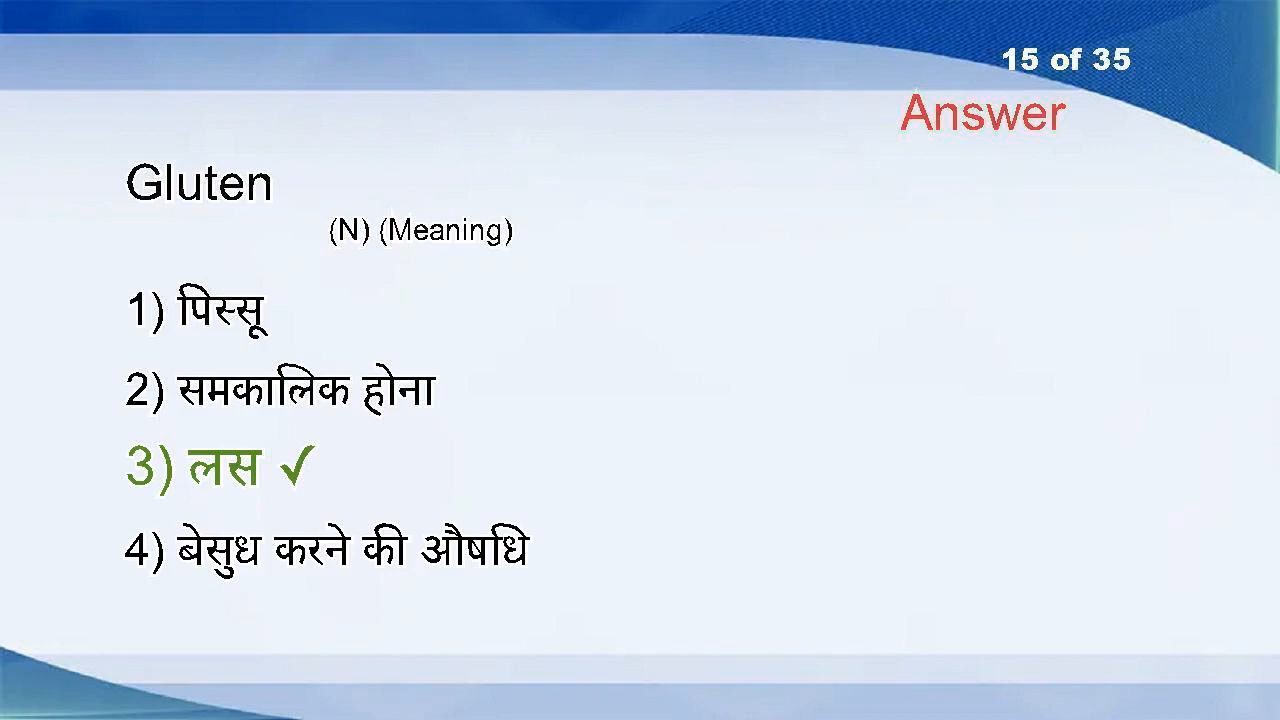 15 of 35
Answer
Gluten
(N) (Meaning)
1) पिस्सू
2) समकालिक होना
3) लस ✓
4) बेसुध करने की औषधि